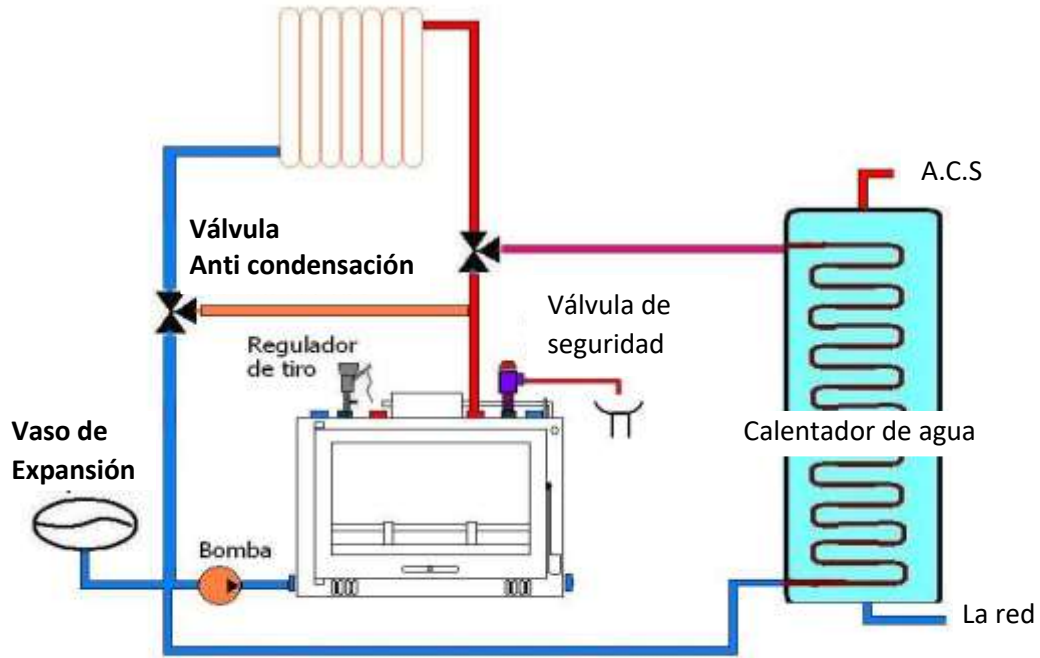 A.C.S
Válvula
Anti condensación
Válvula de
seguridad
Regulador
de tiro
Calentador de agua
Vaso de
Expansión
Bomba
La red